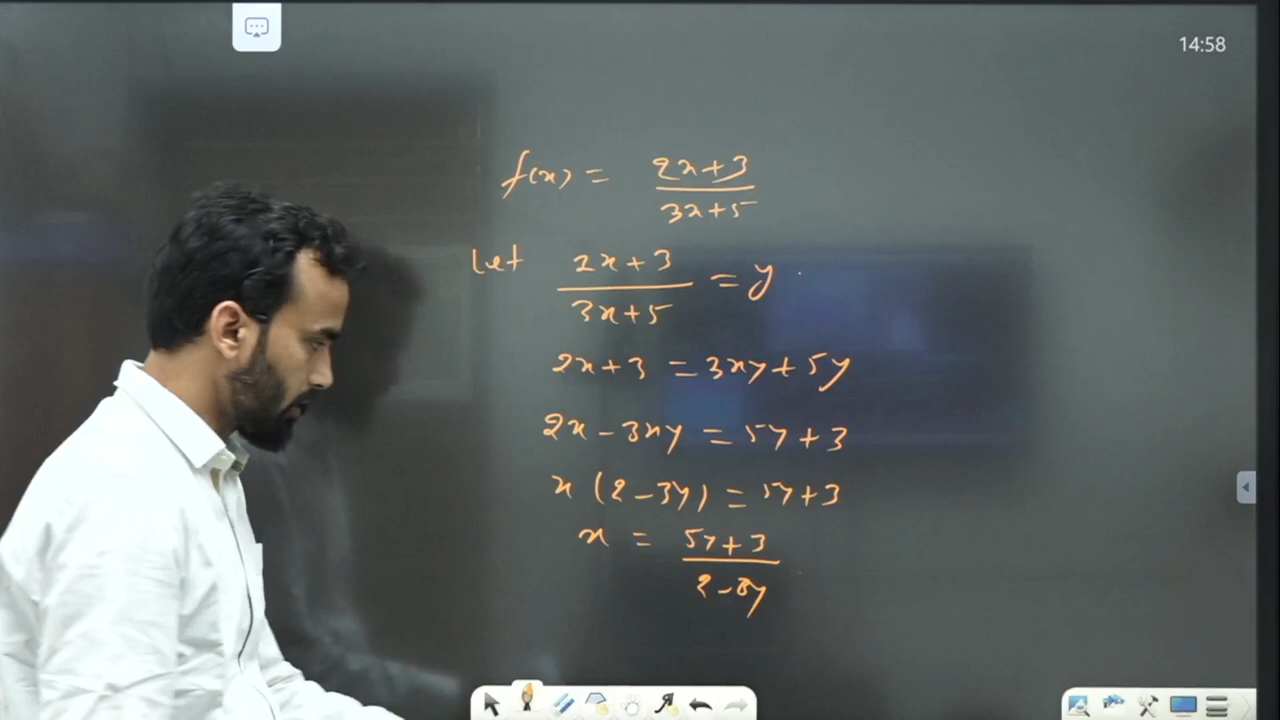 14:58
f(x) = (2x+3)/(3x+5)
Let (2x+3)/(3x+5) = y
2x+3 = 3xy+5y
2x-3xy = 5y+3
x(2-3y) = 5y+3
x = (5y+3)/(2-3y)